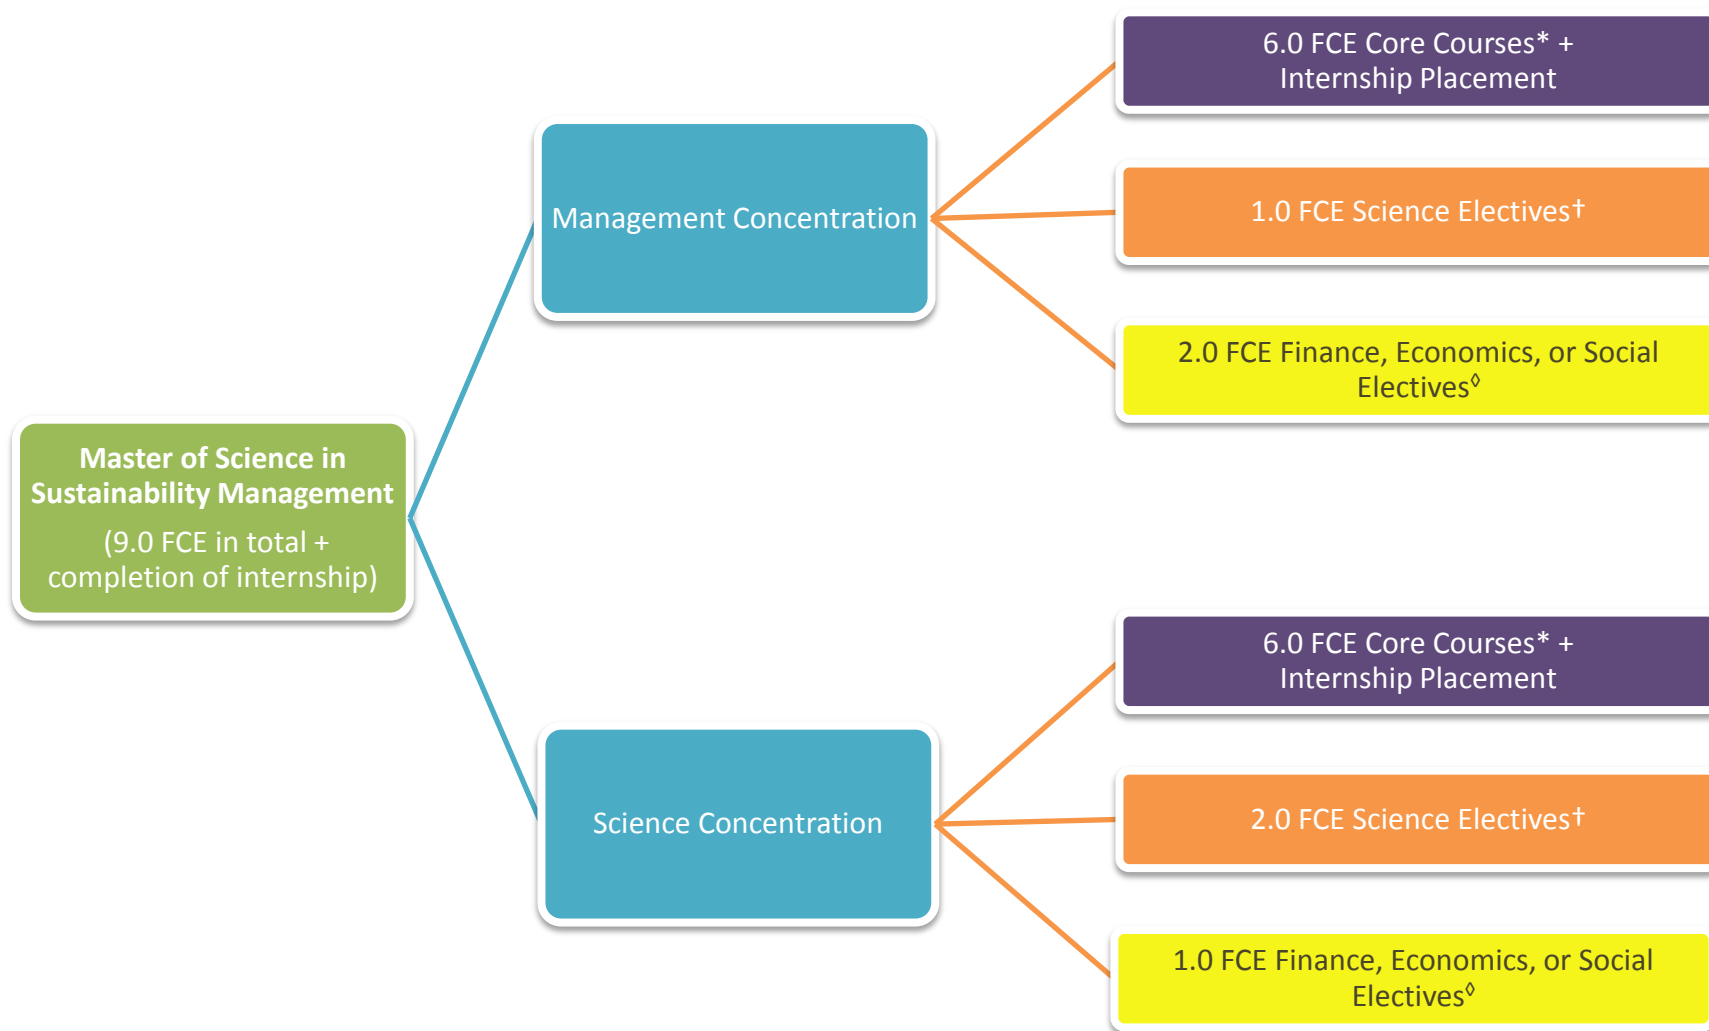 Master of Science in
Sustainability Management
(9.0 FCE in total +
completion of internship)
Management Concentration
6.0 FCE Core Courses* +
Internship Placement
1.0 FCE Science Electives†
2.0 FCE Finance, Economics, or Social
Electives◊
Science Concentration
6.0 FCE Core Courses* +
Internship Placement
2.0 FCE Science Electives†
1.0 FCE Finance, Economics, or Social
Electives◊